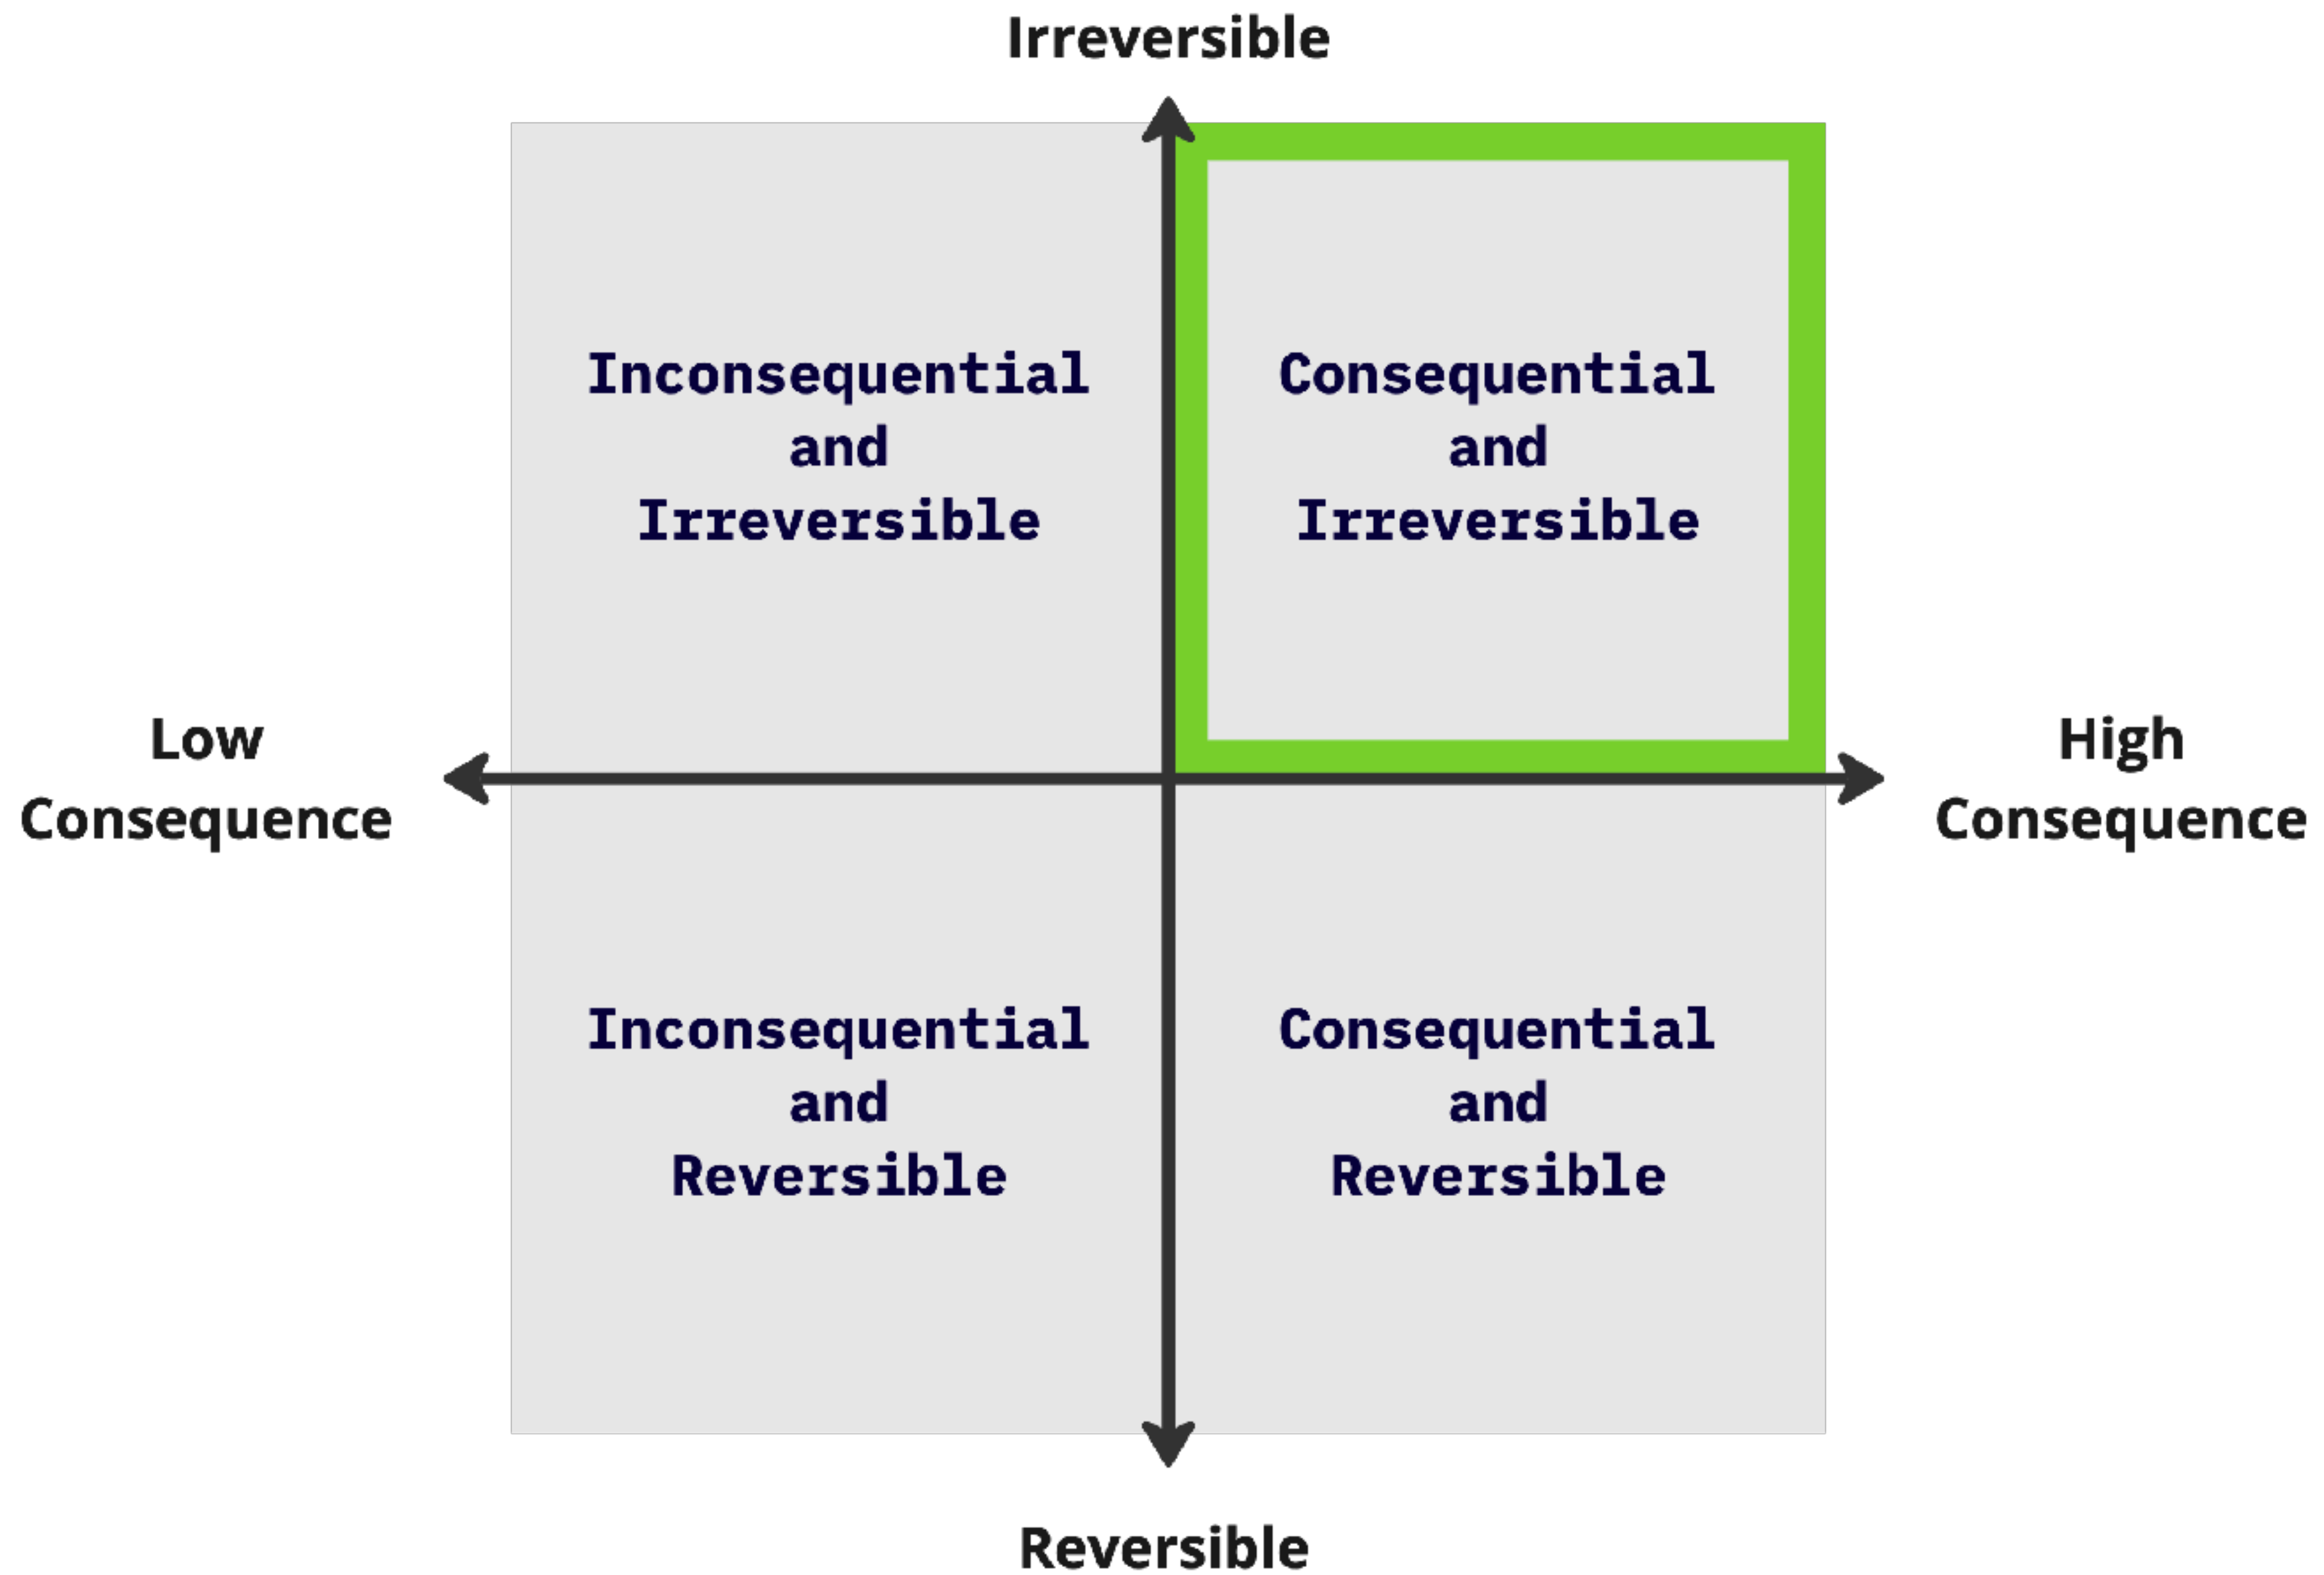 Irreversible
Inconsequential
and
Irreversible
Consequential
and
Irreversible
Low
Consequence
High
Consequence
Inconsequential
and
Reversible
Consequential
and
Reversible
Reversible